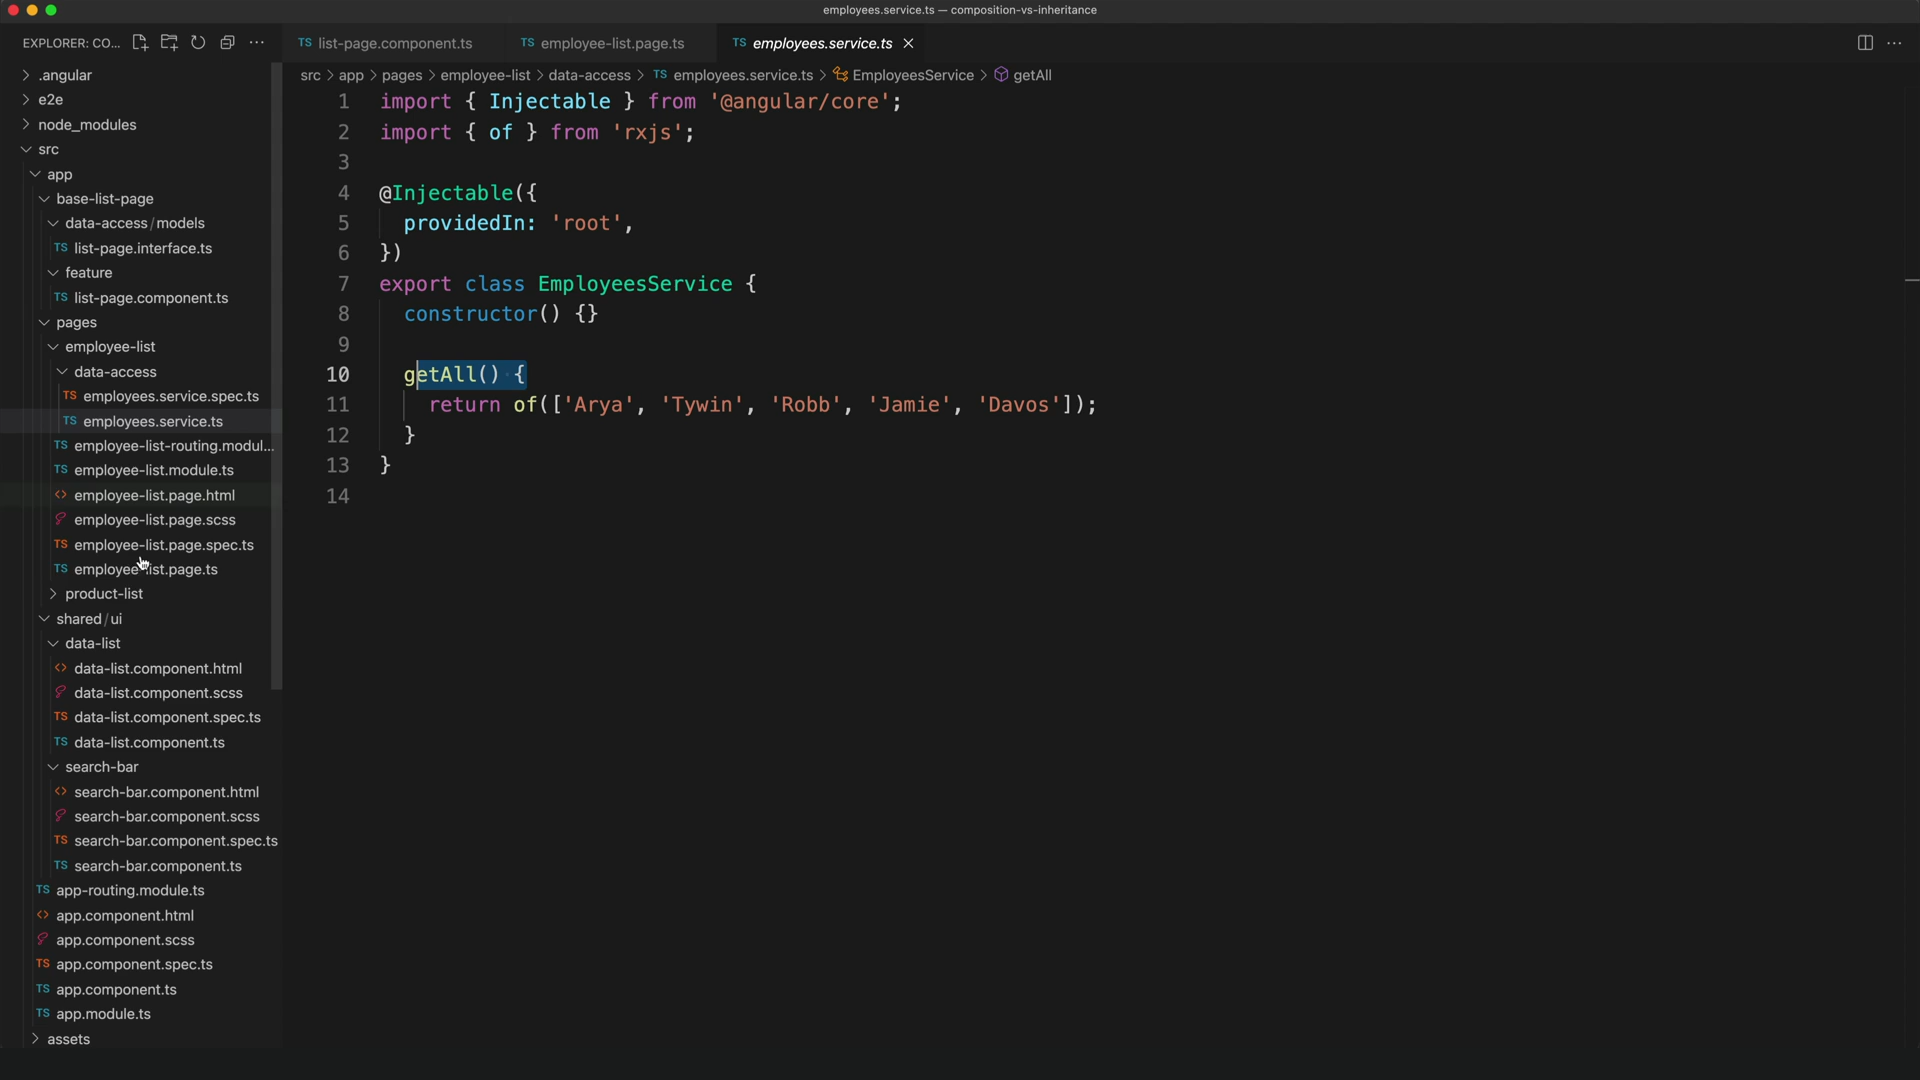 employees.service.ts — composition-vs-inheritance
EXPLORER: CO...
TS list-page.component.ts
TS employee-list.page.ts
TS employees.service.ts
src > app > pages > employee-list > data-access > TS employees.service.ts > EmployeesService > getAll
.angular
e2e
node_modules
src
app
base-list-page
data-access / models
TS list-page.interface.ts
feature
TS list-page.component.ts
pages
employee-list
data-access
TS employees.service.spec.ts
TS employees.service.ts
TS employee-list-routing.modul...
TS employee-list.module.ts
<> employee-list.page.html
employee-list.page.scss
TS employee-list.page.spec.ts
TS employee-list.page.ts
product-list
shared / ui
data-list
<> data-list.component.html
data-list.component.scss
TS data-list.component.spec.ts
TS data-list.component.ts
search-bar
<> search-bar.component.html
search-bar.component.scss
TS search-bar.component.spec.ts
TS search-bar.component.ts
TS app-routing.module.ts
<> app.component.html
app.component.scss
TS app.component.spec.ts
TS app.component.ts
TS app.module.ts
assets
1 import { Injectable } from '@angular/core';
2 import { of } from 'rxjs';
3
4 @Injectable({
5 providedIn: 'root',
6 })
7 export class EmployeesService {
8 constructor() {}
9
10 getAll() {
11 return of(['Arya', 'Tywin', 'Robb', 'Jamie', 'Davos']);
12 }
13 }
14